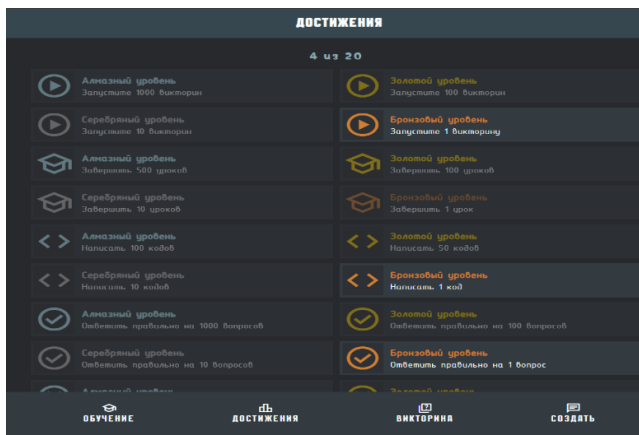 ДОСТИЖЕНИЯ
4 из 20
Алмазный уровень
Запустите 1000 викторин
Золотой уровень
Запустите 100 викторин
Серебряный уровень
Запустите 10 викторин
Бронзовый уровень
Запустите 1 викторину
Алмазный уровень
Завершить 500 уроков
Золотой уровень
Завершить 100 уроков
Серебряный уровень
Завершить 10 уроков
Бронзовый уровень
Завершить 1 урок
Алмазный уровень
Написать 100 кодов
Золотой уровень
Написать 50 кодов
Серебряный уровень
Написать 10 кодов
Бронзовый уровень
Написать 1 код
Алмазный уровень
Ответить правильно на 1000 вопросов
Золотой уровень
Ответить правильно на 100 вопросов
Серебряный уровень
Ответить правильно на 10 вопросов
Бронзовый уровень
Ответить правильно на 1 вопрос
Алмазный уровень
Золотой уровень
ОБУЧЕНИЕ
ДОСТИЖЕНИЯ
ВИКТОРИНА
СОЗДАТЬ